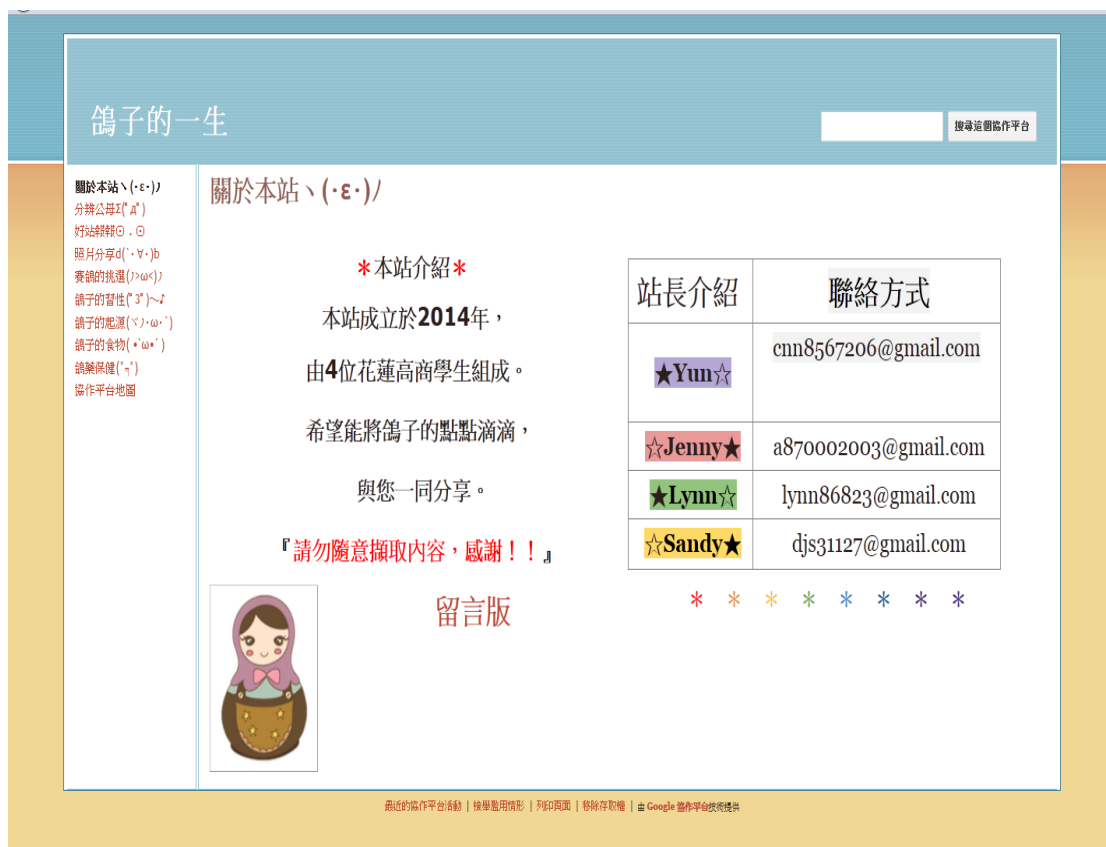 鴿子的一生
搜尋這個協作平台
關於本站ヽ(‧ε‧)ﾉ
分辨公母Σ(ﾟдﾟ)
好站報報⊙﹏⊙
照片分享d(`‧∀‧)b
賽鴿的挑選(ﾉ>ω<)ﾉ
鴿子的習性(ﾟ3ﾟ)～♪
鴿子的起源(ヾﾉ‧ω‧`)
鴿子的食物(•ˋωˊ•)
鴿藥保健(ﾟ┑ﾟ)
協作平台地圖
關於本站ヽ(‧ε‧)ﾉ
＊本站介紹＊
本站成立於2014年，
由4位花蓮高商學生組成。
希望能將鴿子的點點滴滴，
與您一同分享。
『請勿隨意擷取內容，感謝！！』
留言版
站長介紹 聯絡方式
★Yun☆ cnn8567206@gmail.com
☆Jenny★ a870002003@gmail.com
★Lynn☆ lynn86823@gmail.com
☆Sandy★ djs31127@gmail.com
＊ ＊ ＊ ＊ ＊ ＊ ＊ ＊
最近的協作平台活動 | 檢舉濫用情形 | 列印頁面 | 移除存取權 | 由 Google 協作平台技術提供